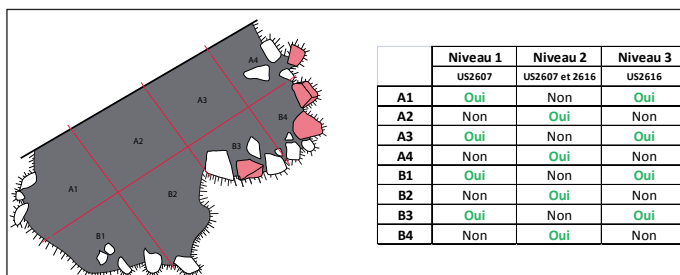 A4
A3
B4
A2
B3
A1
B2
B1
Niveau 1 Niveau 2 Niveau 3
US2607 US2607 et 2616 US2616
A1 Oui Non Oui
A2 Non Oui Non
A3 Oui Non Oui
A4 Non Oui Non
B1 Oui Non Oui
B2 Non Oui Non
B3 Oui Non Oui
B4 Non Oui Non